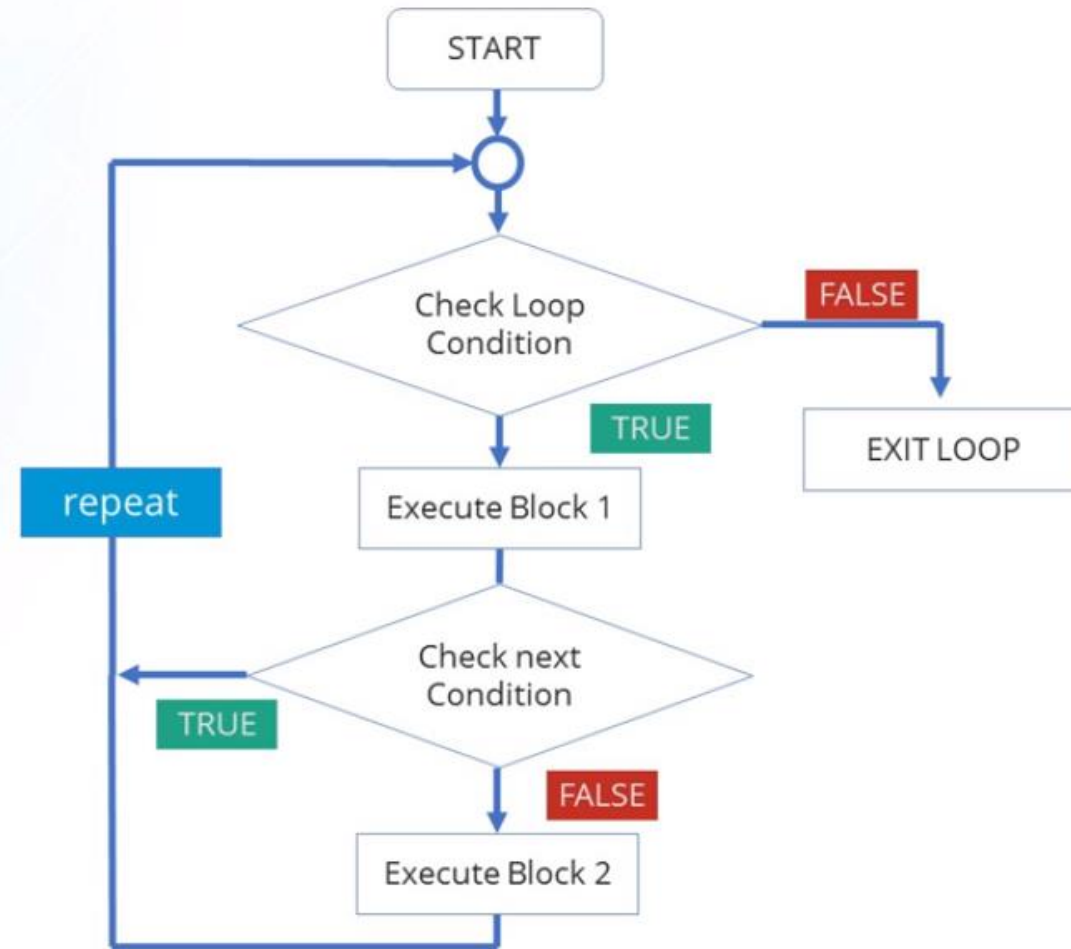 START
Check Loop
Condition
FALSE
TRUE
EXIT LOOP
repeat
Execute Block 1
Check next
Condition
TRUE
FALSE
Execute Block 2